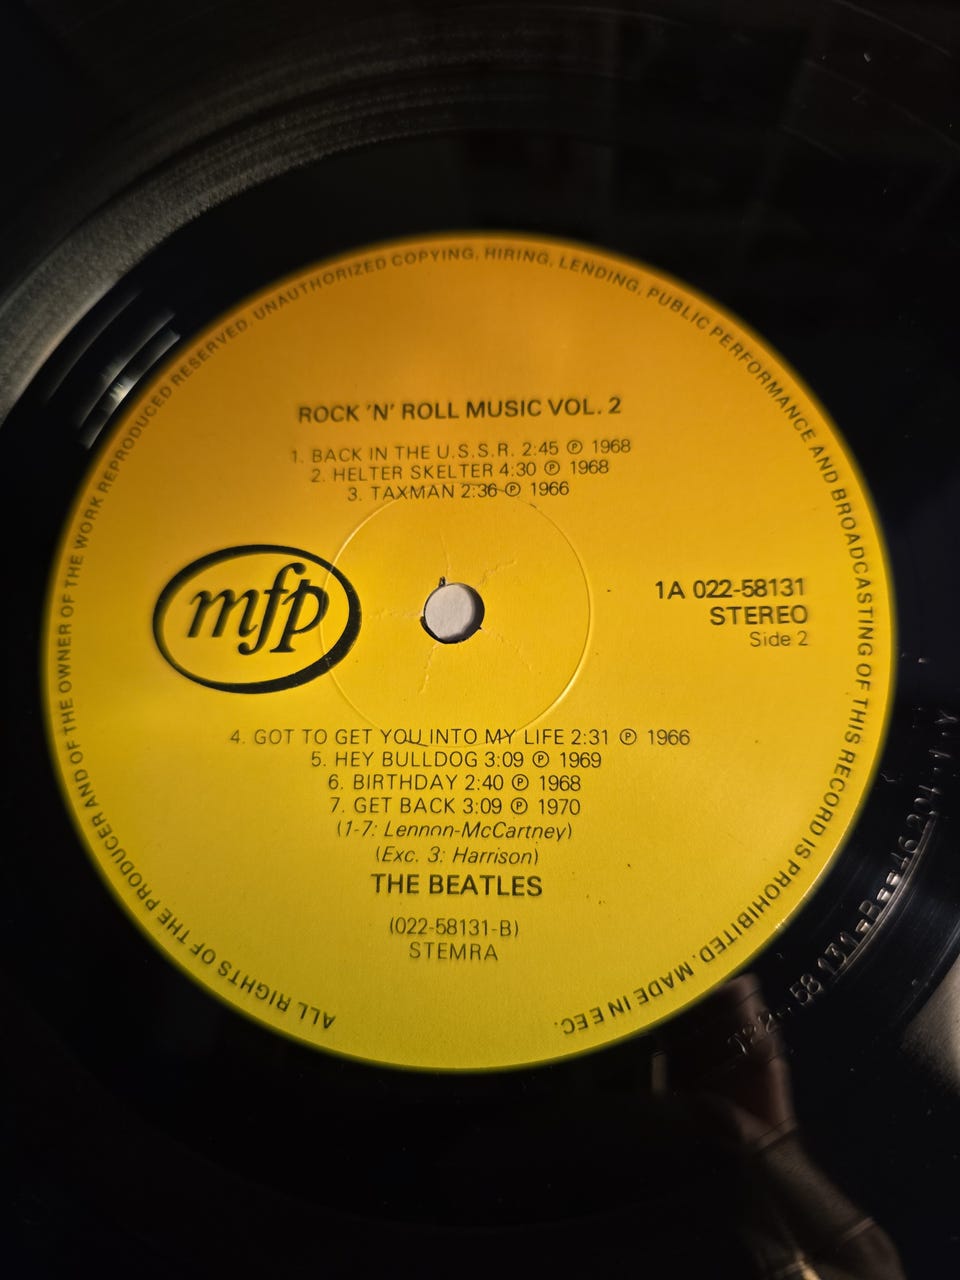 ALL RIGHTS OF THE PRODUCER AND OF THE OWNER OF THE WORK REPRODUCED RESERVED. UNAUTHORIZED COPYING, HIRING, LENDING, PUBLIC PERFORMANCE AND BROADCASTING OF THIS RECORD IS PROHIBITED. MADE IN EEC.
ROCK 'N' ROLL MUSIC VOL. 2
1. BACK IN THE U.S.S.R. 2:45 ℗ 1968
2. HELTER SKELTER 4:30 ℗ 1968
3. TAXMAN 2:36 ℗ 1966
mfp
1A 022-58131
STEREO
Side 2
4. GOT TO GET YOU INTO MY LIFE 2:31 ℗ 1966
5. HEY BULLDOG 3:09 ℗ 1969
6. BIRTHDAY 2:40 ℗ 1968
7. GET BACK 3:09 ℗ 1970
(1-7: Lennon-McCartney)
(Exc. 3: Harrison)
THE BEATLES
(022-58131-B)
STEMRA